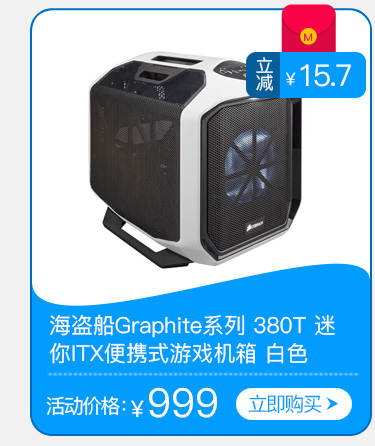 M
立减 ¥15.7
CORSAIR
海盗船Graphite系列 380T 迷
你ITX便携式游戏机箱 白色
活动价格：¥999 立即购买